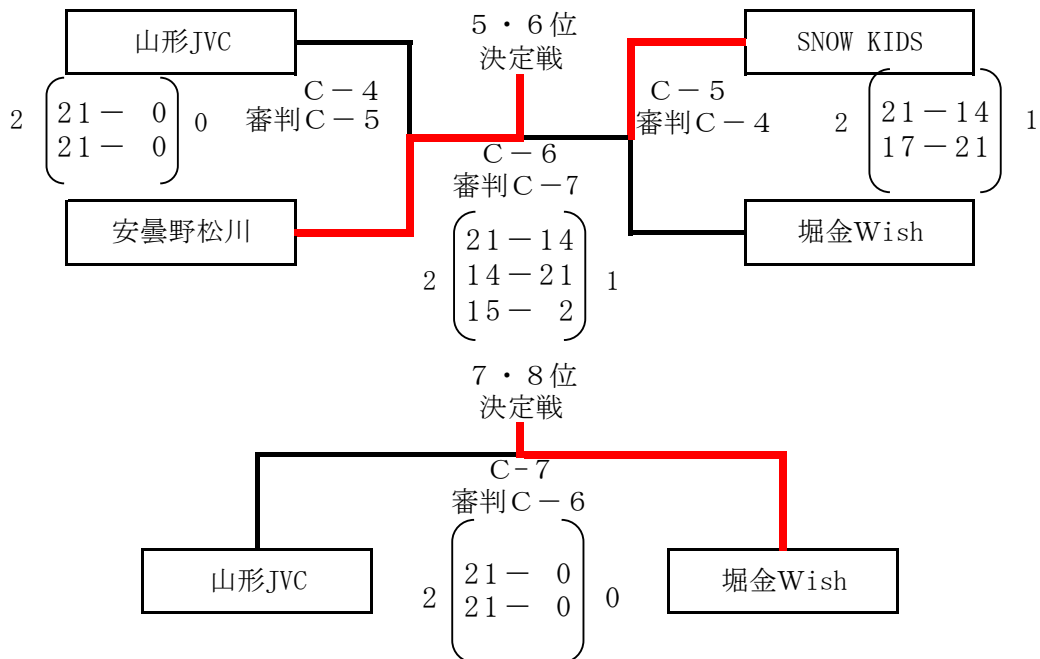 山形JVC
5・6位
決定戦
SNOW KIDS
C-4
審判C-5
C-5
審判C-4
2 21- 0 0
21- 0
2 21-14 1
17-21
C-6
審判C-7
安曇野松川
堀金Wish
21-14
2 14-21 1
15- 2
7・8位
決定戦
C-7
審判C-6
山形JVC
堀金Wish
2 21- 0 0
21- 0